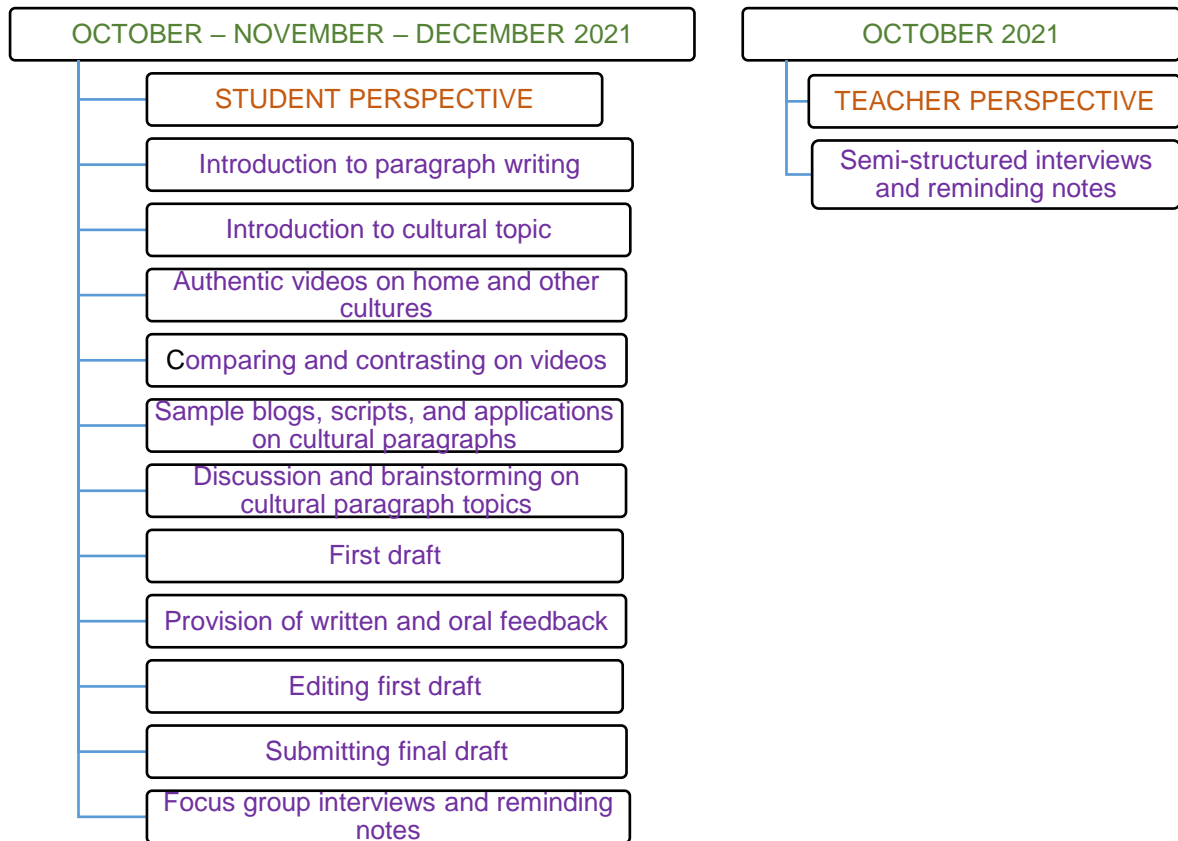 OCTOBER – NOVEMBER – DECEMBER 2021
STUDENT PERSPECTIVE
Introduction to paragraph writing
Introduction to cultural topic
Authentic videos on home and other
cultures
Comparing and contrasting on videos
Sample blogs, scripts, and applications
on cultural paragraphs
Discussion and brainstorming on
cultural paragraph topics
First draft
Provision of written and oral feedback
Editing first draft
Submitting final draft
Focus group interviews and reminding
notes
OCTOBER 2021
TEACHER PERSPECTIVE
Semi-structured interviews
and reminding notes